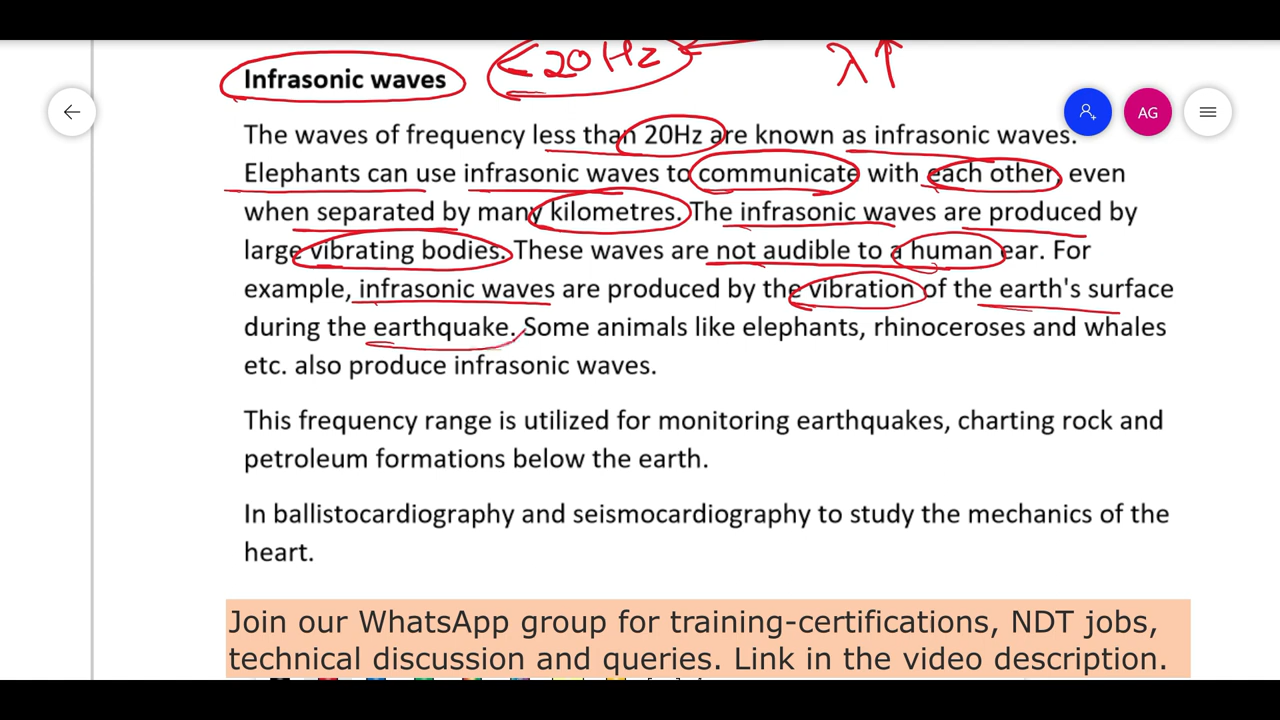 <20Hz
λ↑
Infrasonic waves
The waves of frequency less than 20Hz are known as infrasonic waves.
Elephants can use infrasonic waves to communicate with each other, even
when separated by many kilometres. The infrasonic waves are produced by
large vibrating bodies. These waves are not audible to a human ear. For
example, infrasonic waves are produced by the vibration of the earth's surface
during the earthquake. Some animals like elephants, rhinoceroses and whales
etc. also produce infrasonic waves.
This frequency range is utilized for monitoring earthquakes, charting rock and
petroleum formations below the earth.
In ballistocardiography and seismocardiography to study the mechanics of the
heart.
Join our WhatsApp group for training-certifications, NDT jobs,
technical discussion and queries. Link in the video description.
AG